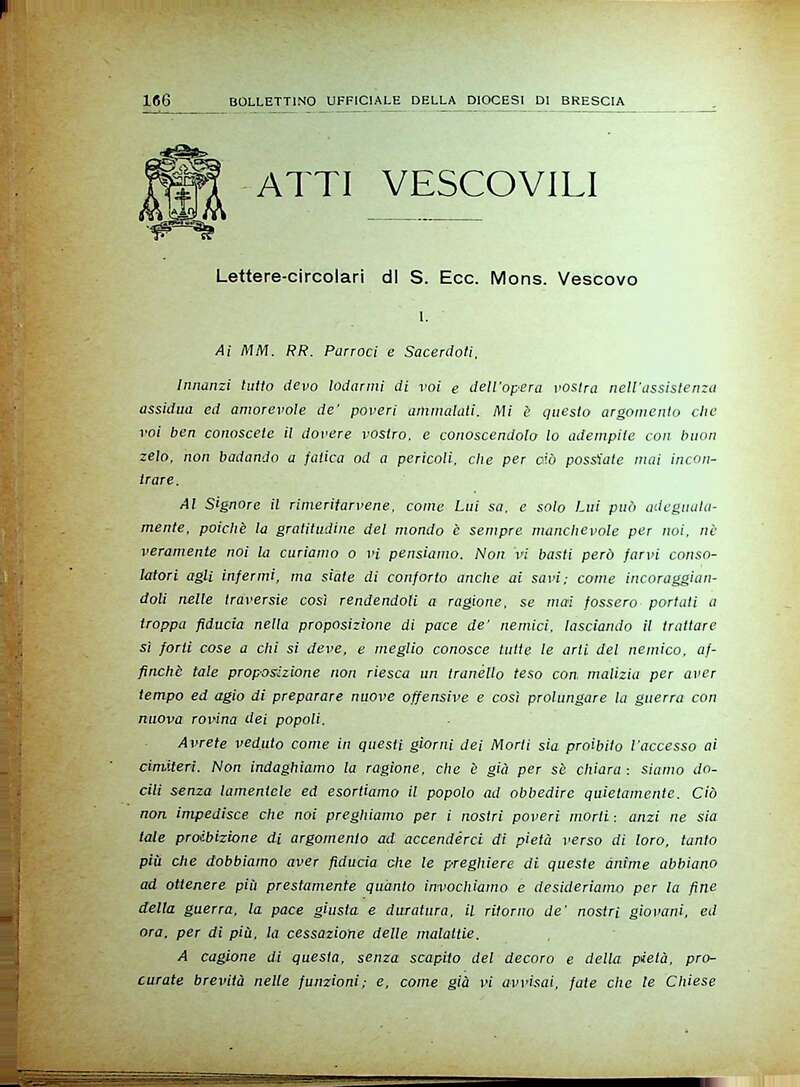 166 BOLLETTINO UFFICIALE DELLA DIOCESI DI BRESCIA
ATTI VESCOVILI
Lettere-circolari di S. Ecc. Mons. Vescovo
I.
Ai MM. RR. Parroci e Sacerdoti,
Innanzi tutto devo lodarmi di voi e dell'opera vostra nell'assistenza
assidua ed amorevole de' poveri ammalati. Mi è questo argomento che
voi ben conoscete il dovere vostro, e conoscendolo lo adempite con buon
zelo, non badando a fatica od a pericoli, che per ciò possiate mai incon-
trare.
Al Signore il rimeritarvene, come Lui sa, e solo Lui può adeguata-
mente, poichè la gratitudine del mondo è sempre manchevole per noi, nè
veramente noi la curiamo o vi pensiamo. Non vi basti però farvi conso-
latori agli infermi, ma siate di conforto anche ai savi; come incoraggian-
doli nelle traversie così rendendoli a ragione, se mai fossero portati a
troppa fiducia nella proposizione di pace de' nemici, lasciando il trattare
sì forti cose a chi si deve, e meglio conosce tutte le arti del nemico, af-
finchè tale proposizione non riesca un tranèllo teso con malizia per aver
tempo ed agio di preparare nuove offensive e così prolungare la guerra con
nuova rovina dei popoli.
Avrete veduto come in questi giorni dei Morti sia proibito l'accesso ai
cimiteri. Non indaghiamo la ragione, che è già per sè chiara: siamo do-
cili senza lamentele ed esortiamo il popolo ad obbedire quietamente. Ciò
non impedisce che noi preghiamo per i nostri poveri morti: anzi ne sia
tale proibizione di argomento ad accendérci di pietà verso di loro, tanto
più che dobbiamo aver fiducia che le preghiere di queste ànime abbiano
ad ottenere più prestamente quànto invochiamo e desideriamo per la fine
della guerra, la pace giusta e duratura, il ritorno de' nostri giovani, ed
ora, per di più, la cessazione delle malattie.
A cagione di questa, senza scapito del decoro e della pietà, pro-
curate brevità nelle funzioni; e, come già vi avvisai, fate che le Chiese